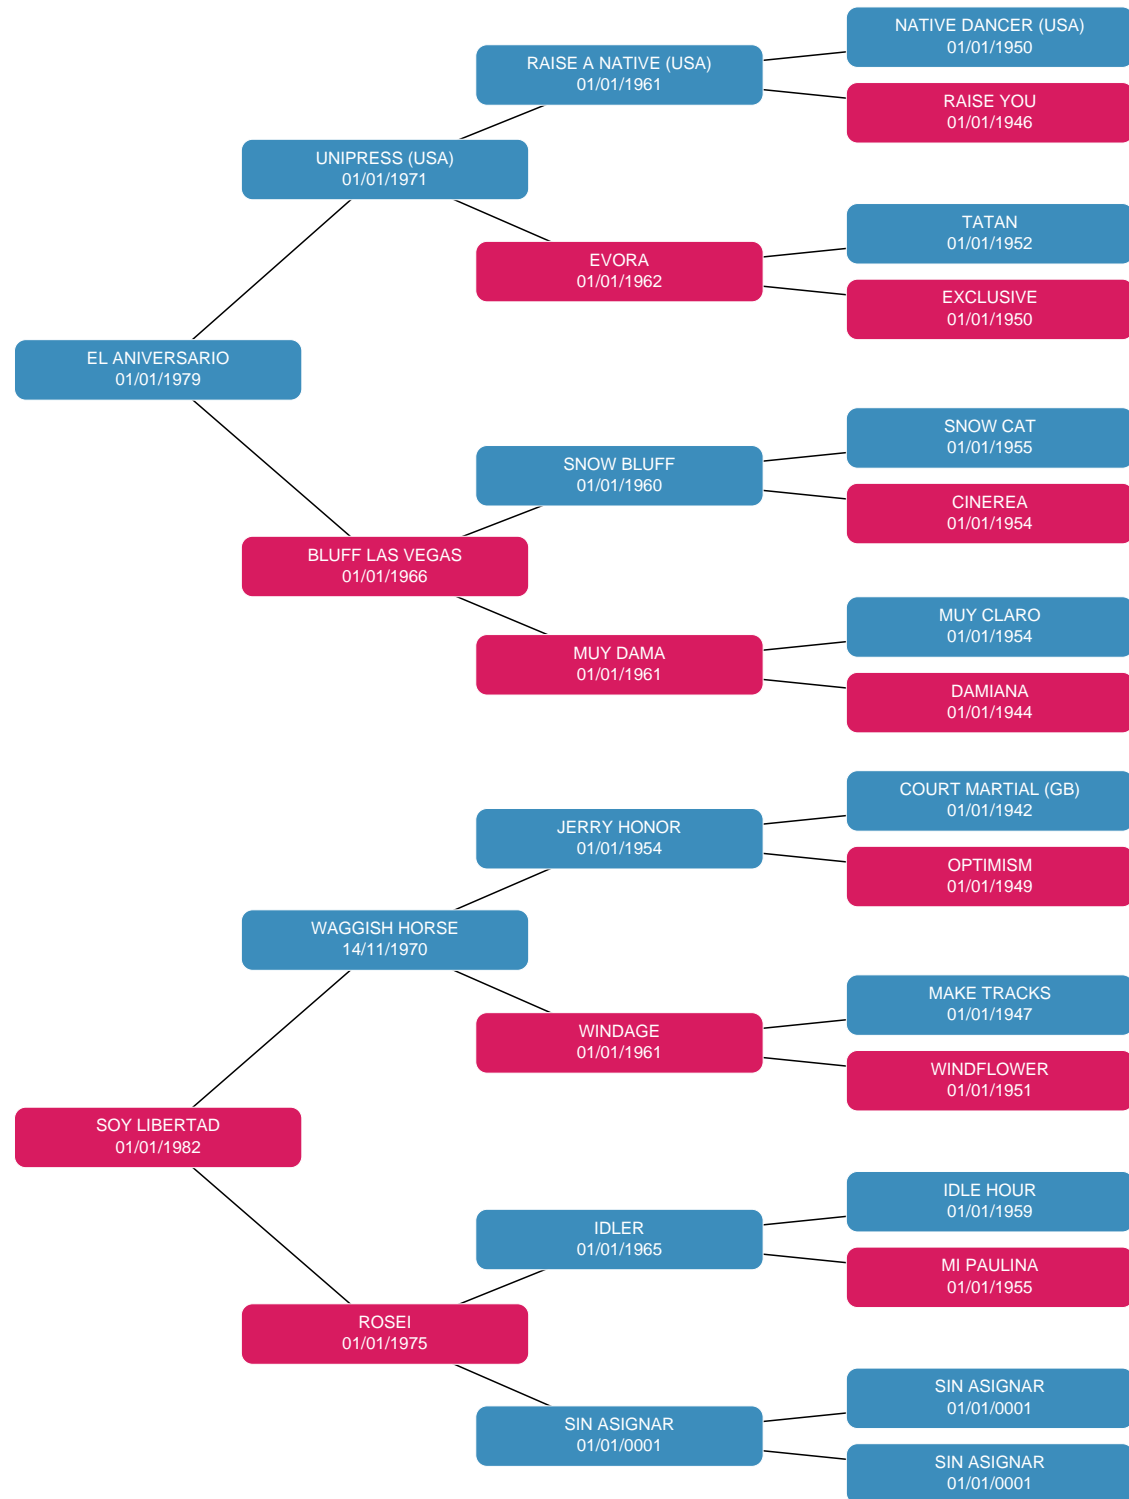 NATIVE DANCER (USA)
01/01/1950
RAISE A NATIVE (USA)
01/01/1961
RAISE YOU
01/01/1946
UNIPRESS (USA)
01/01/1971
TATAN
01/01/1952
EVORA
01/01/1962
EXCLUSIVE
01/01/1950
EL ANIVERSARIO
01/01/1979
SNOW CAT
01/01/1955
SNOW BLUFF
01/01/1960
CINEREA
01/01/1954
BLUFF LAS VEGAS
01/01/1966
MUY CLARO
01/01/1954
MUY DAMA
01/01/1961
DAMIANA
01/01/1944
COURT MARTIAL (GB)
01/01/1942
JERRY HONOR
01/01/1954
OPTIMISM
01/01/1949
WAGGISH HORSE
14/11/1970
MAKE TRACKS
01/01/1947
WINDAGE
01/01/1961
WINDFLOWER
01/01/1951
SOY LIBERTAD
01/01/1982
IDLE HOUR
01/01/1959
IDLER
01/01/1965
MI PAULINA
01/01/1955
ROSEI
01/01/1975
SIN ASIGNAR
01/01/0001
SIN ASIGNAR
01/01/0001
SIN ASIGNAR
01/01/0001